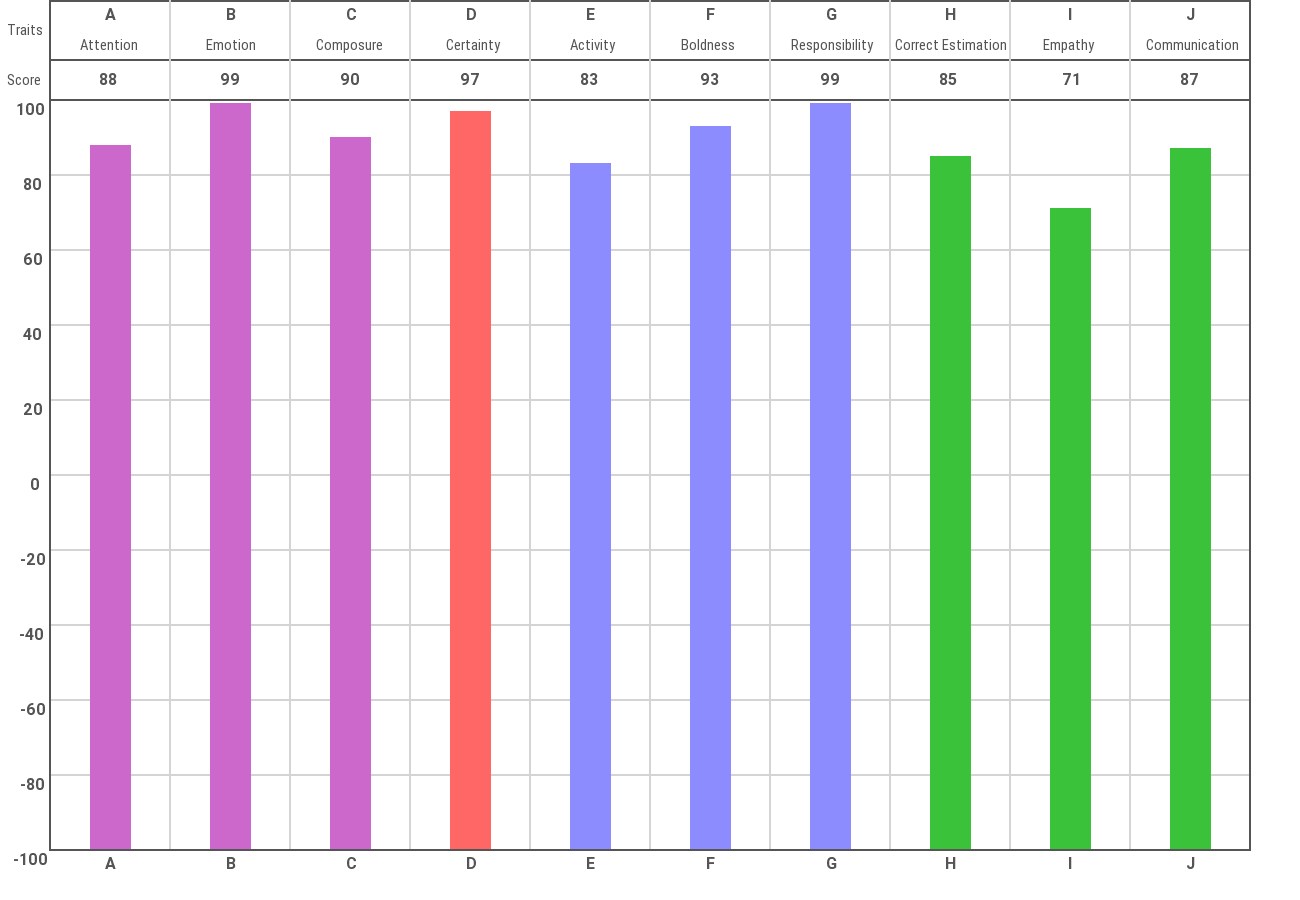 Traits A B C D E F G H I J
Attention Emotion Composure Certainty Activity Boldness Responsibility Correct Estimation Empathy Communication
Score 88 99 90 97 83 93 99 85 71 87
100
80
60
40
20
0
-20
-40
-60
-80
-100
A B C D E F G H I J